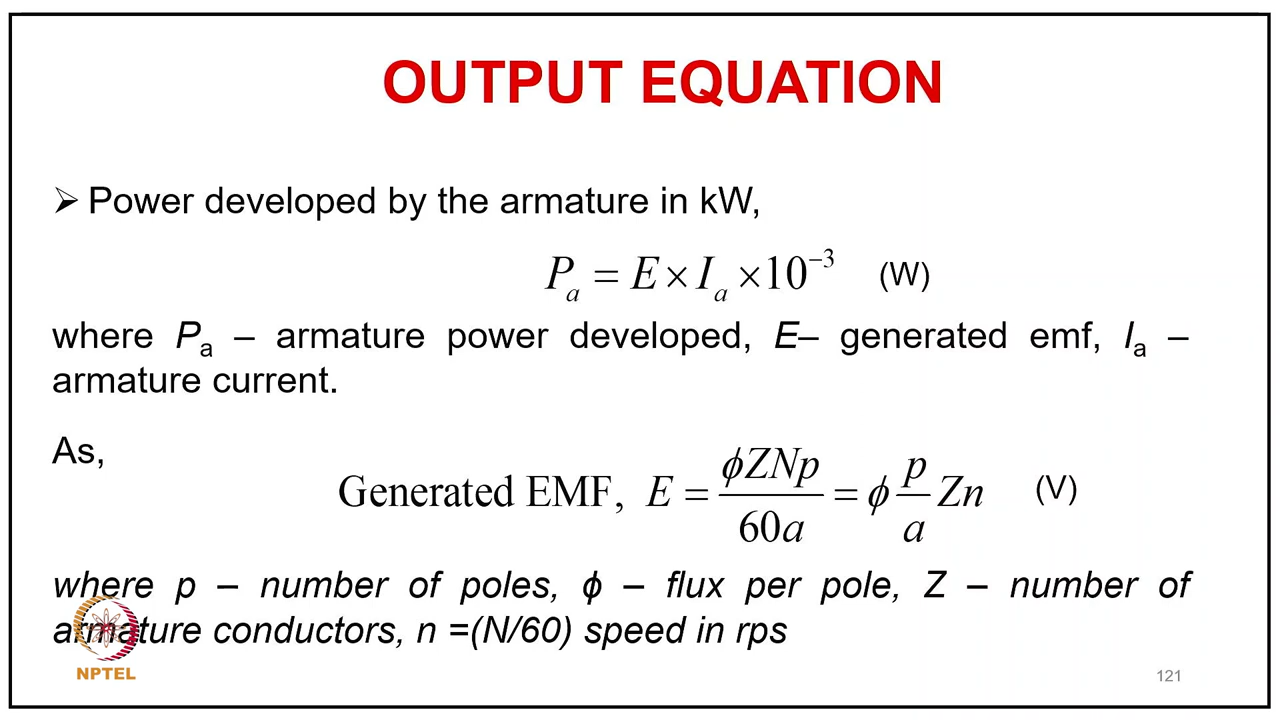 OUTPUT EQUATION
➢ Power developed by the armature in kW,
Pₐ = E × Iₐ × 10⁻³ (W)
where Pₐ – armature power developed, E– generated emf, Iₐ –
armature current.
As,
Generated EMF, E = ϕZNp/60a = ϕ p/a Zn (V)
where p – number of poles, ϕ – flux per pole, Z – number of
armature conductors, n =(N/60) speed in rps
NPTEL
121